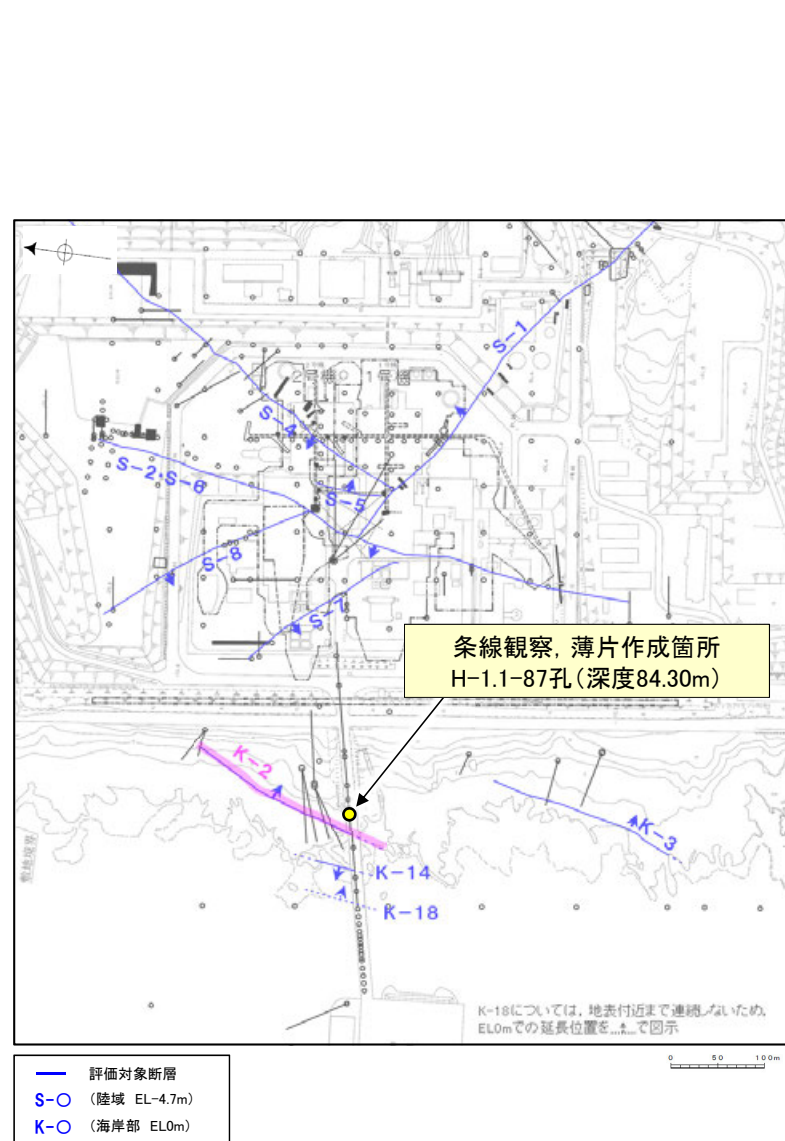 S-1
2号機
1号機
S-4
S-2・S-6
S-5
S-8
S-7
条線観察, 薄片作成箇所
H-1.1-87孔(深度84.30m)
K-2
K-3
敷地境界
K-14
K-18
K-18については, 地表付近まで連続しないため,
EL0mでの延長位置を...で図示
0 50 100m
評価対象断層
S-○ (陸域 EL-4.7m)
K-○ (海岸部 EL0m)